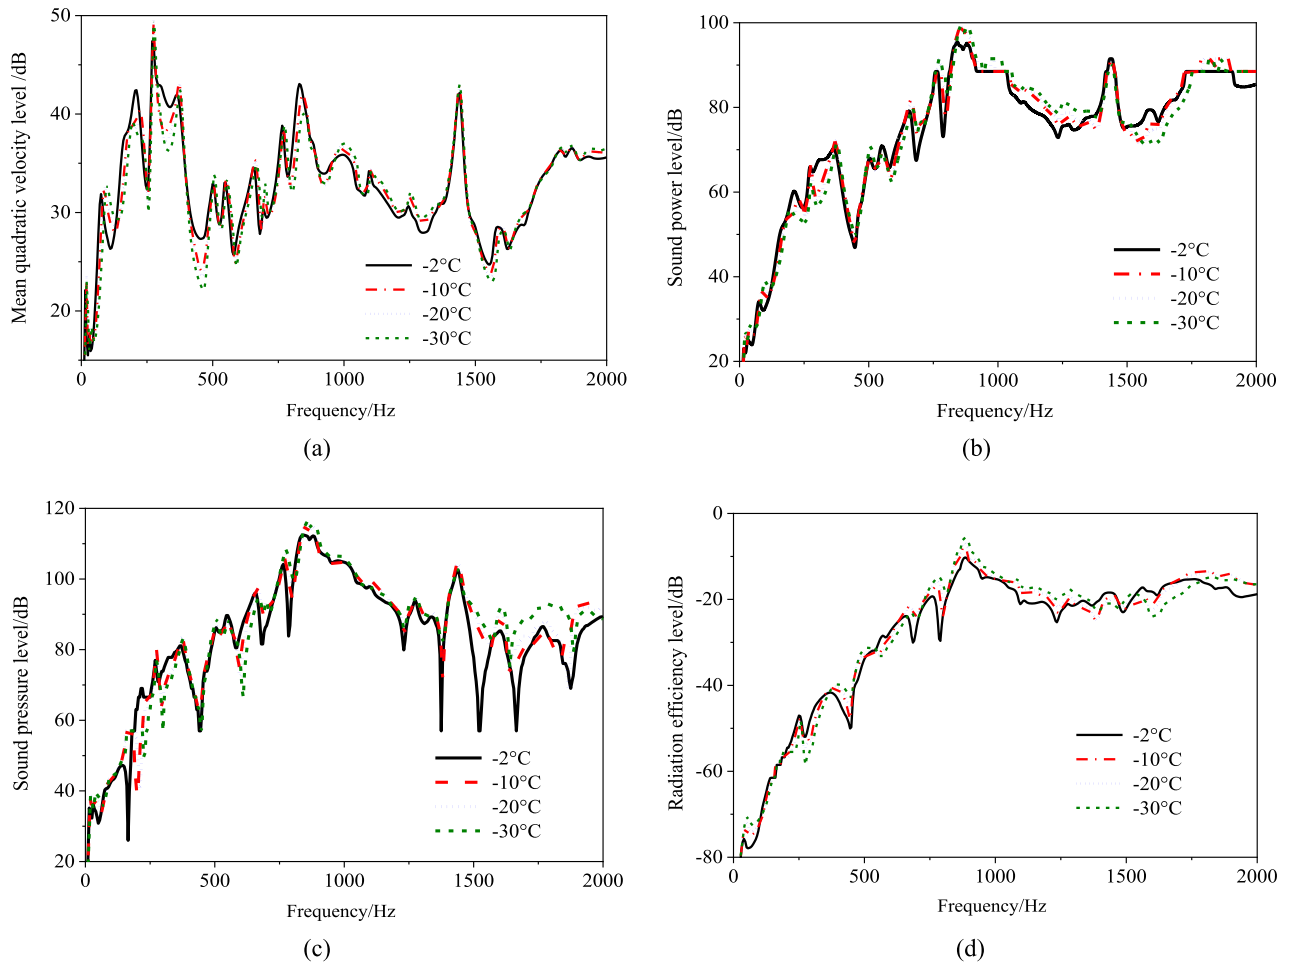 50
40
30
20
0
500
1000
1500
2000
Mean quadratic velocity level /dB
Frequency/Hz
-2°C
-10°C
-20°C
-30°C
(a)
100
80
60
40
20
0
500
1000
1500
2000
Sound power level/dB
Frequency/Hz
-2°C
-10°C
-20°C
-30°C
(b)
120
100
80
60
40
20
0
500
1000
1500
2000
Sound pressure level/dB
Frequency/Hz
-2°C
-10°C
-20°C
-30°C
(c)
0
-20
-40
-60
-80
0
500
1000
1500
2000
Radiation efficiency level/dB
Frequency/Hz
-2°C
-10°C
-20°C
-30°C
(d)